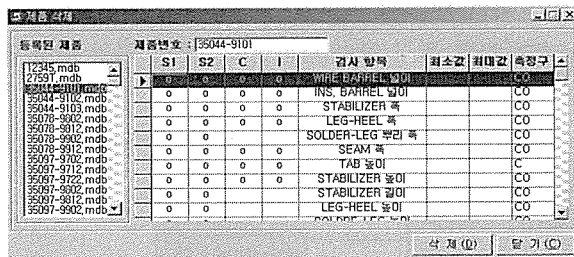 제품 삭제
등록된 제품
제품번호 : 35044-9101
12345.mdb
27591.mdb
35044-9101.mdb
35044-9102.mdb
35044-9103.mdb
35078-9802.mdb
35078-9812.mdb
35078-9902.mdb
35078-9912.mdb
35097-9702.mdb
35097-9712.mdb
35097-9722.mdb
35097-9802.mdb
35097-9812.mdb
35097-9902.mdb
S1 S2 C I 검사 항목 최소값 최대값 측정구
o o o o WIRE BARREL 넓이 CO
o o o o INS. BARREL 넓이 CO
o o o o STABILIZER 폭 CO
o o o o LEG-HEEL 폭 CO
SOLDER-LEG 뿌리 폭 CO
o o o o SEAM 폭 CO
o o o o TAB 높이 C
o o o o STABILIZER 높이 CO
o o STABILIZER 길이 CO
o o LEG-HEEL 높이 CO
삭 제(D)
닫 기(C)